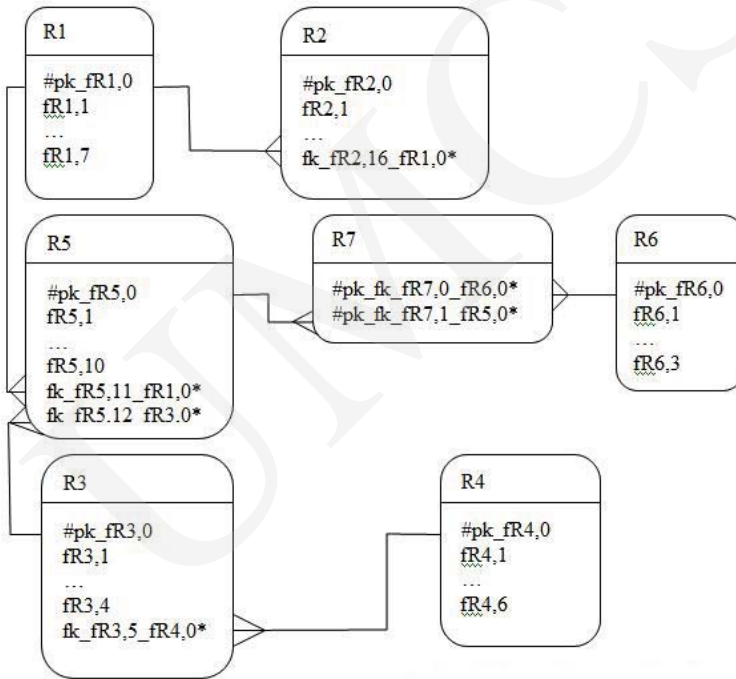 R1
#pk_fR1,0
fR1,1
...
fR1,7
R2
#pk_fR2,0
fR2,1
...
fk_fR2,16_fR1,0*
R5
#pk_fR5,0
fR5,1
...
fR5,10
fk_fR5,11_fR1,0*
fk_fR5.12_fR3.0*
R7
#pk_fk_fR7,0_fR6,0*
#pk_fk_fR7,1_fR5,0*
R6
#pk_fR6,0
fR6,1
...
fR6,3
R3
#pk_fR3,0
fR3,1
...
fR3,4
fk_fR3,5_fR4,0*
R4
#pk_fR4,0
fR4,1
...
fR4,6
UMCS